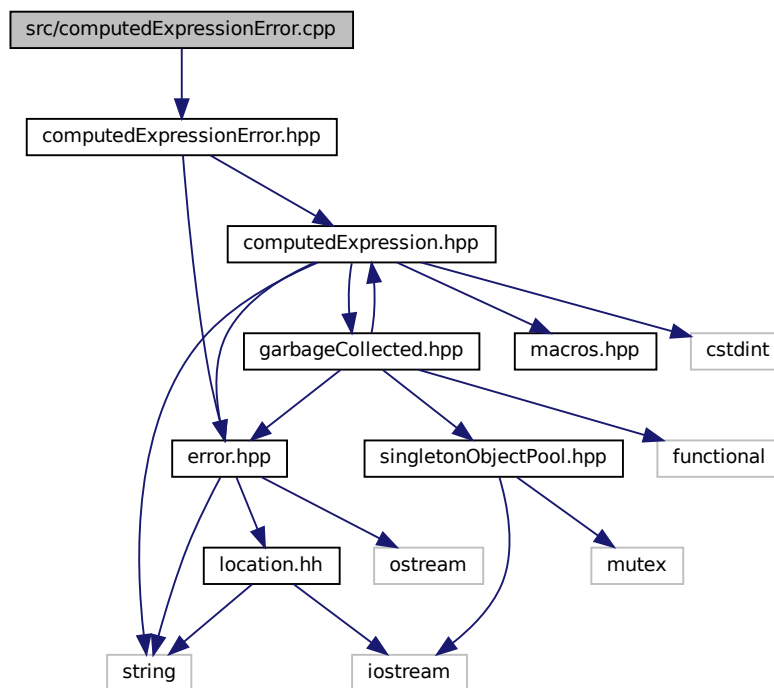 src/computedExpressionError.cpp
computedExpressionError.hpp
computedExpression.hpp
garbageCollected.hpp
macros.hpp
cstdint
error.hpp
singletonObjectPool.hpp
functional
location.hh
ostream
mutex
string
iostream